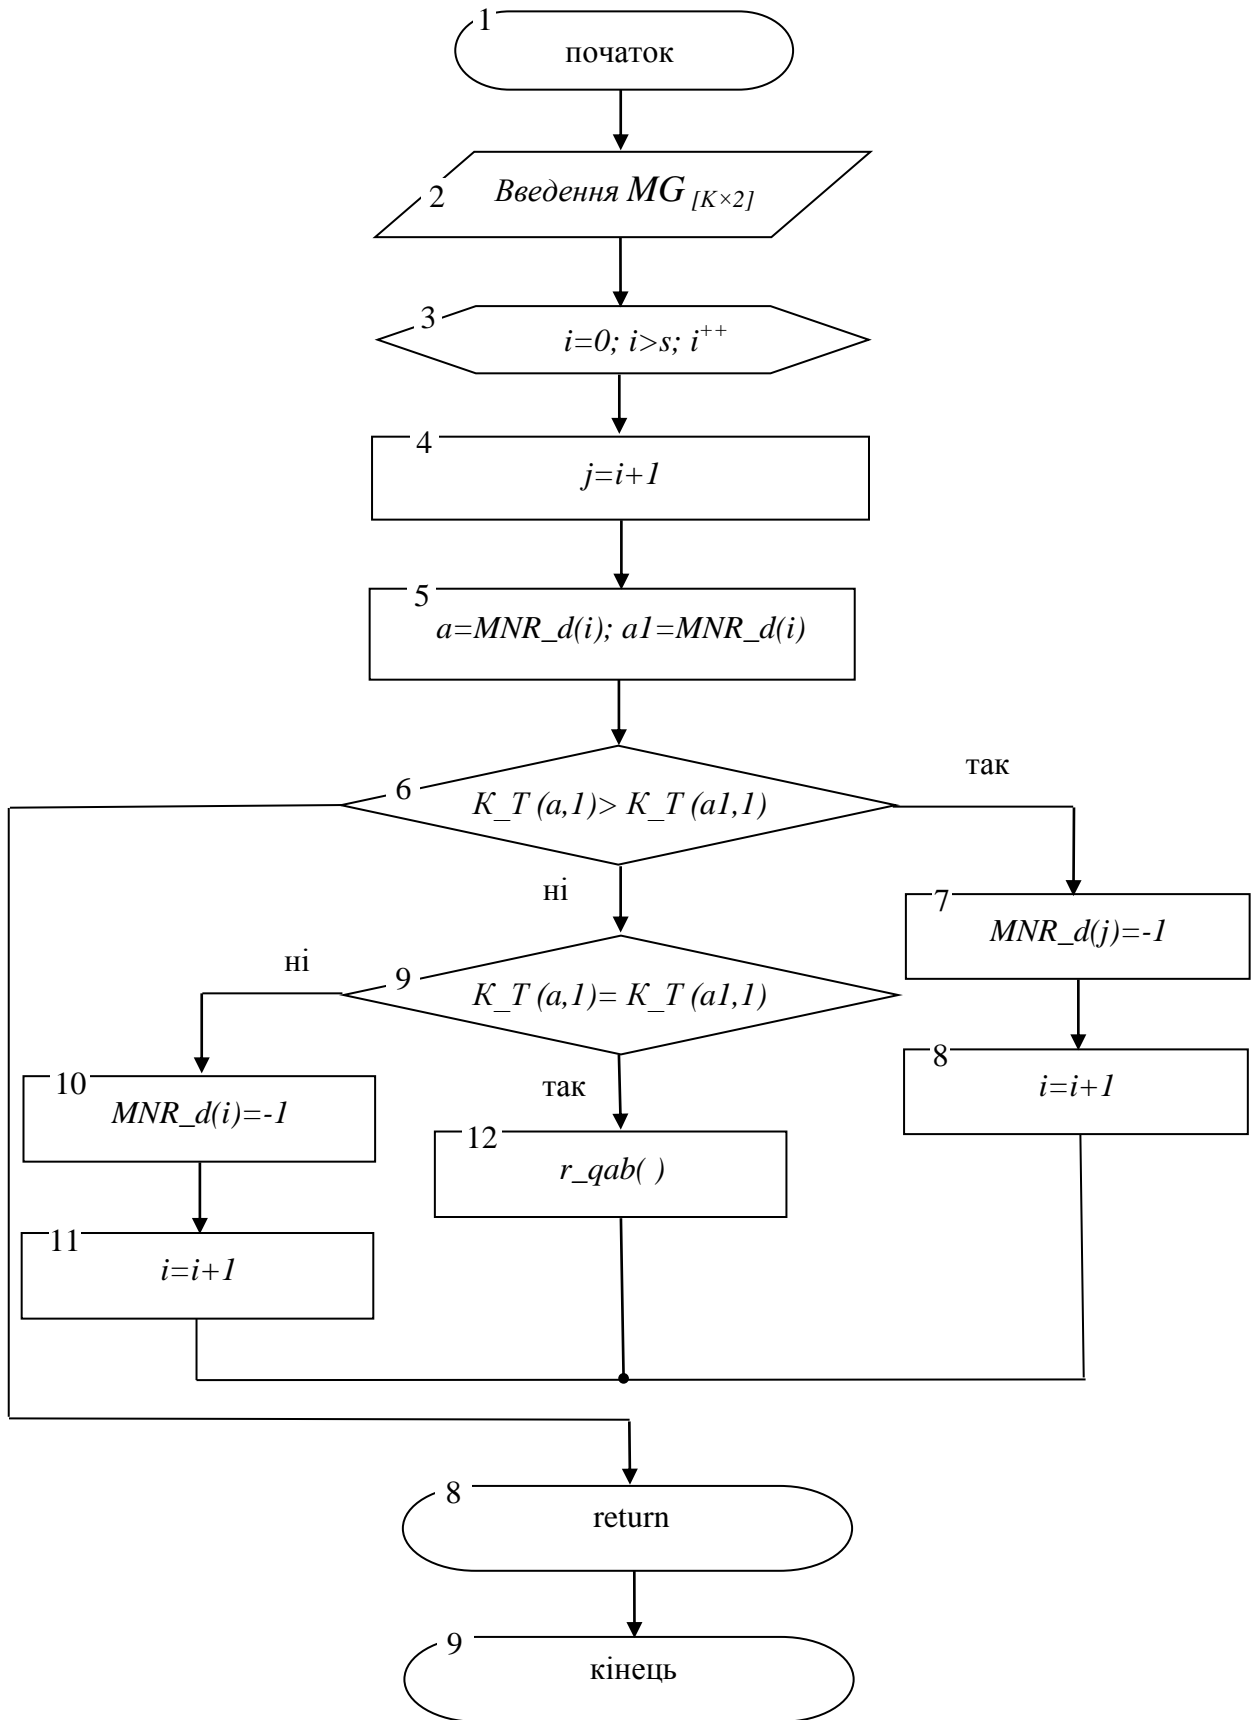 1
початок
2
Введення MG [K×2]
3
i=0; i>s; i++
4
j=i+1
5
a=MNR_d(i); a1=MNR_d(i)
так
6
K_T (a,1)> K_T (a1,1)
ні
7
MNR_d(j)=-1
ні
9
K_T (a,1)= K_T (a1,1)
8
i=i+1
10
MNR_d(i)=-1
так
12
r_qab( )
11
i=i+1
8
return
9
кінець